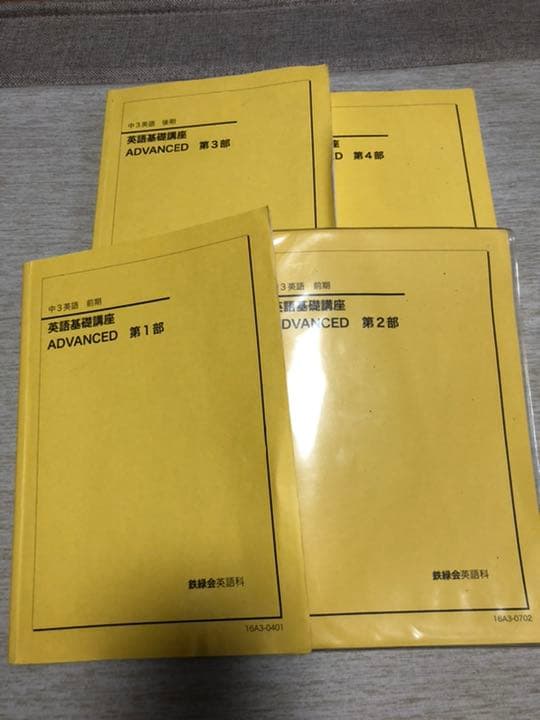 中3英語 後期
英語基礎講座
ADVANCED 第3部
座
D 第4部
中3英語 前期
英語基礎講座
ADVANCED 第1部
鉄緑会英語科
16A3-0401
3英語 前期
英語基礎講座
DVANCED 第2部
鉄緑会英語科
16A3-0702